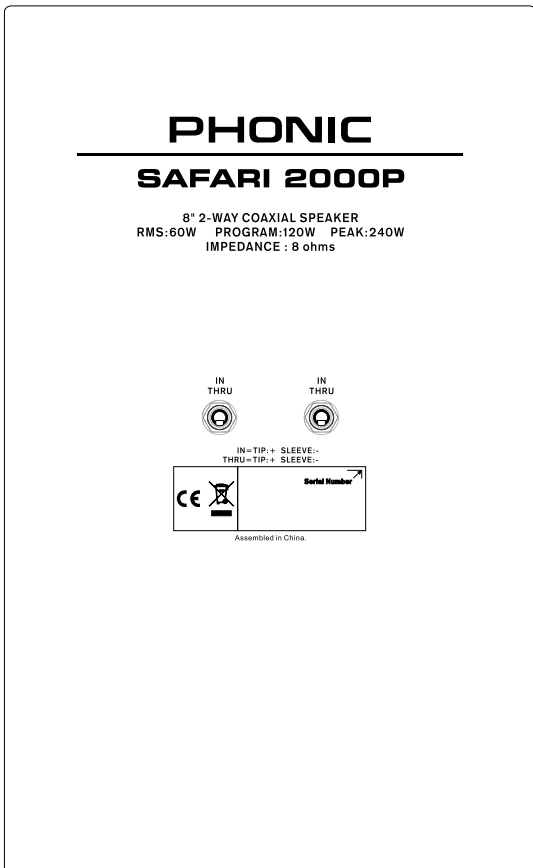 PHONIC
SAFARI 2000P
8" 2-WAY COAXIAL SPEAKER
RMS:60W PROGRAM:120W PEAK:240W
IMPEDANCE : 8 ohms
IN IN
THRU THRU
IN=TIP:+ SLEEVE:-
THRU=TIP:+ SLEEVE:-
Serial Number
CE
Assembled in China.